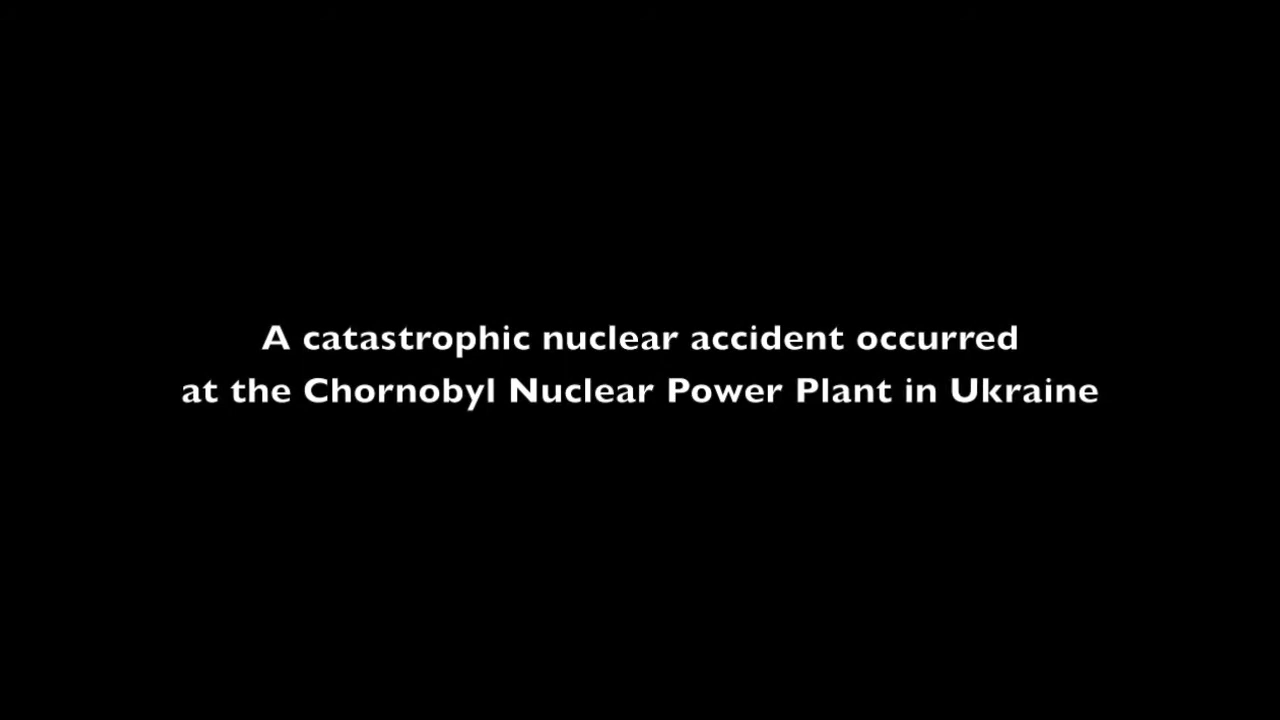 A catastrophic nuclear accident occurred
at the Chornobyl Nuclear Power Plant in Ukraine